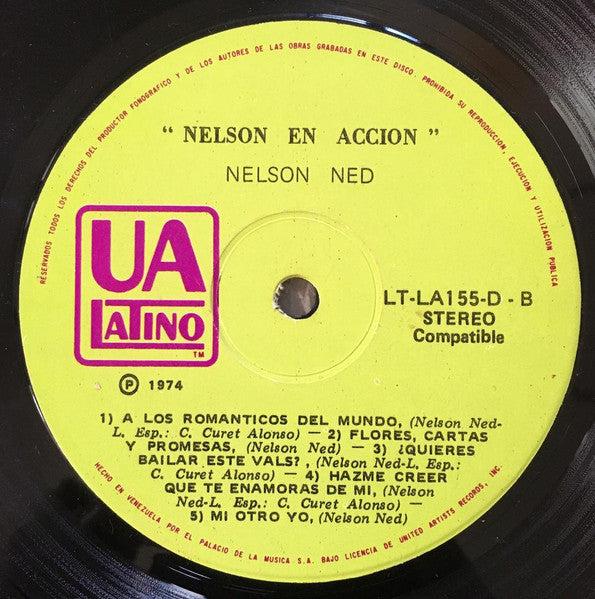 RESERVADOS TODOS LOS DERECHOS DEL PRODUCTOR FONOGRAFICO Y DE LOS AUTORES DE LAS OBRAS GRABADAS EN ESTE DISCO. PROHIBIDA SU REPRODUCCION, EJECUCION Y UTILIZACION PUBLICA
" NELSON EN ACCION "
NELSON NED
UA
LATINO
TM
LT-LA155-D - B
STEREO
Compatible
Ⓟ 1974
1) A LOS ROMANTICOS DEL MUNDO, (Nelson Ned-
L. Esp.: C. Curet Alonso) — 2) FLORES, CARTAS
Y PROMESAS, (Nelson Ned) — 3) ¿QUIERES
BAILAR ESTE VALS? , (Nelson Ned-L. Esp.:
C. Curet Alonso) — 4) HAZME CREER
QUE TE ENAMORAS DE MI, (Nelson
Ned-L. Esp.: C. Curet Alonso) —
5) MI OTRO YO, (Nelson Ned)
HECHO EN VENEZUELA POR EL PALACIO DE LA MUSICA S.A. BAJO LICENCIA DE UNITED ARTISTS RECORDS, INC.